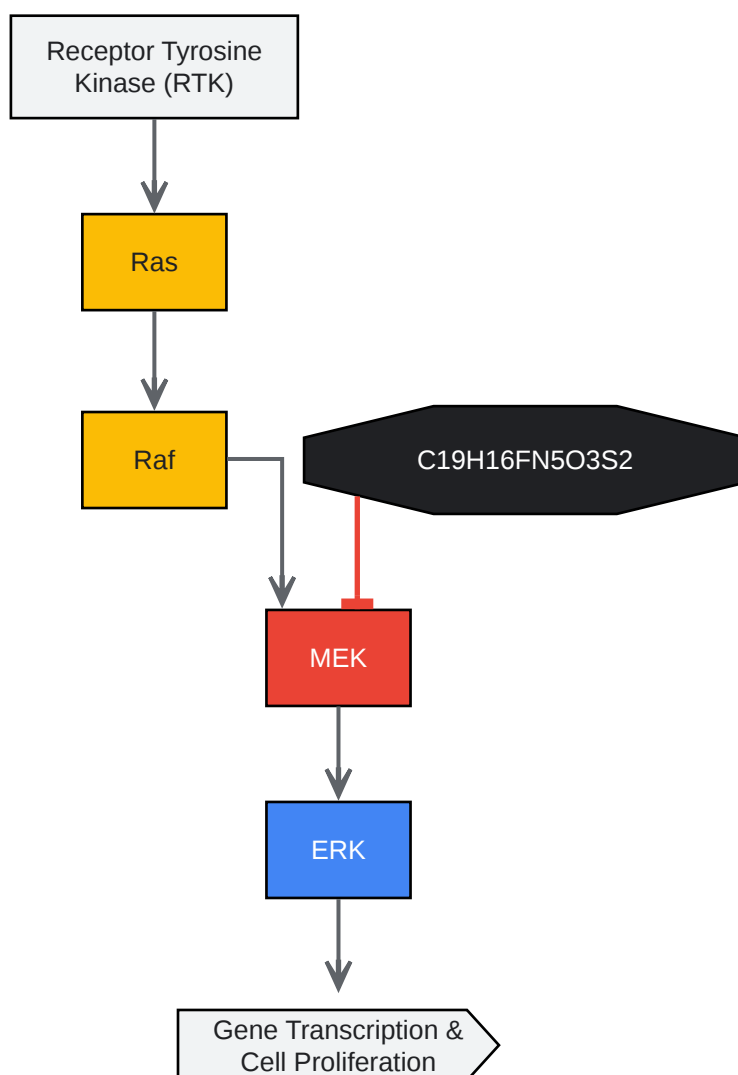 Receptor Tyrosine
Kinase (RTK)
Ras
Raf
C19H16FN5O3S2
MEK
ERK
Gene Transcription &
Cell Proliferation